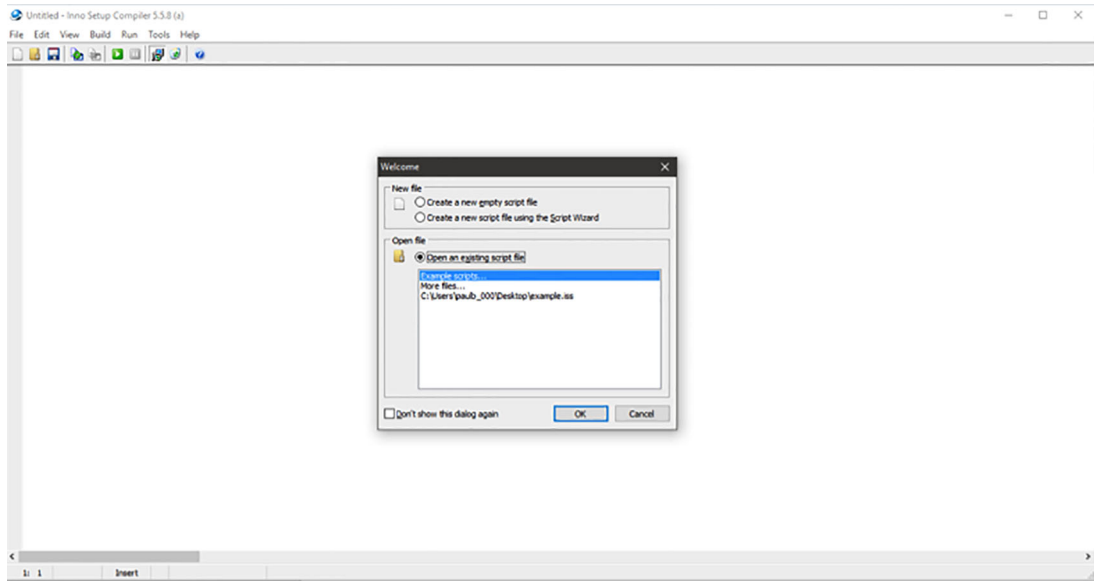 Untitled - Inno Setup Compiler 5.5.8 (a)
File Edit View Build Run Tools Help
Welcome
New file
Create a new empty script file
Create a new script file using the Script Wizard
Open file
Open an existing script file
Example scripts...
More files...
C:\Users\paulb_000\Desktop\example.iss
Don't show this dialog again
OK Cancel
1: 1 Insert